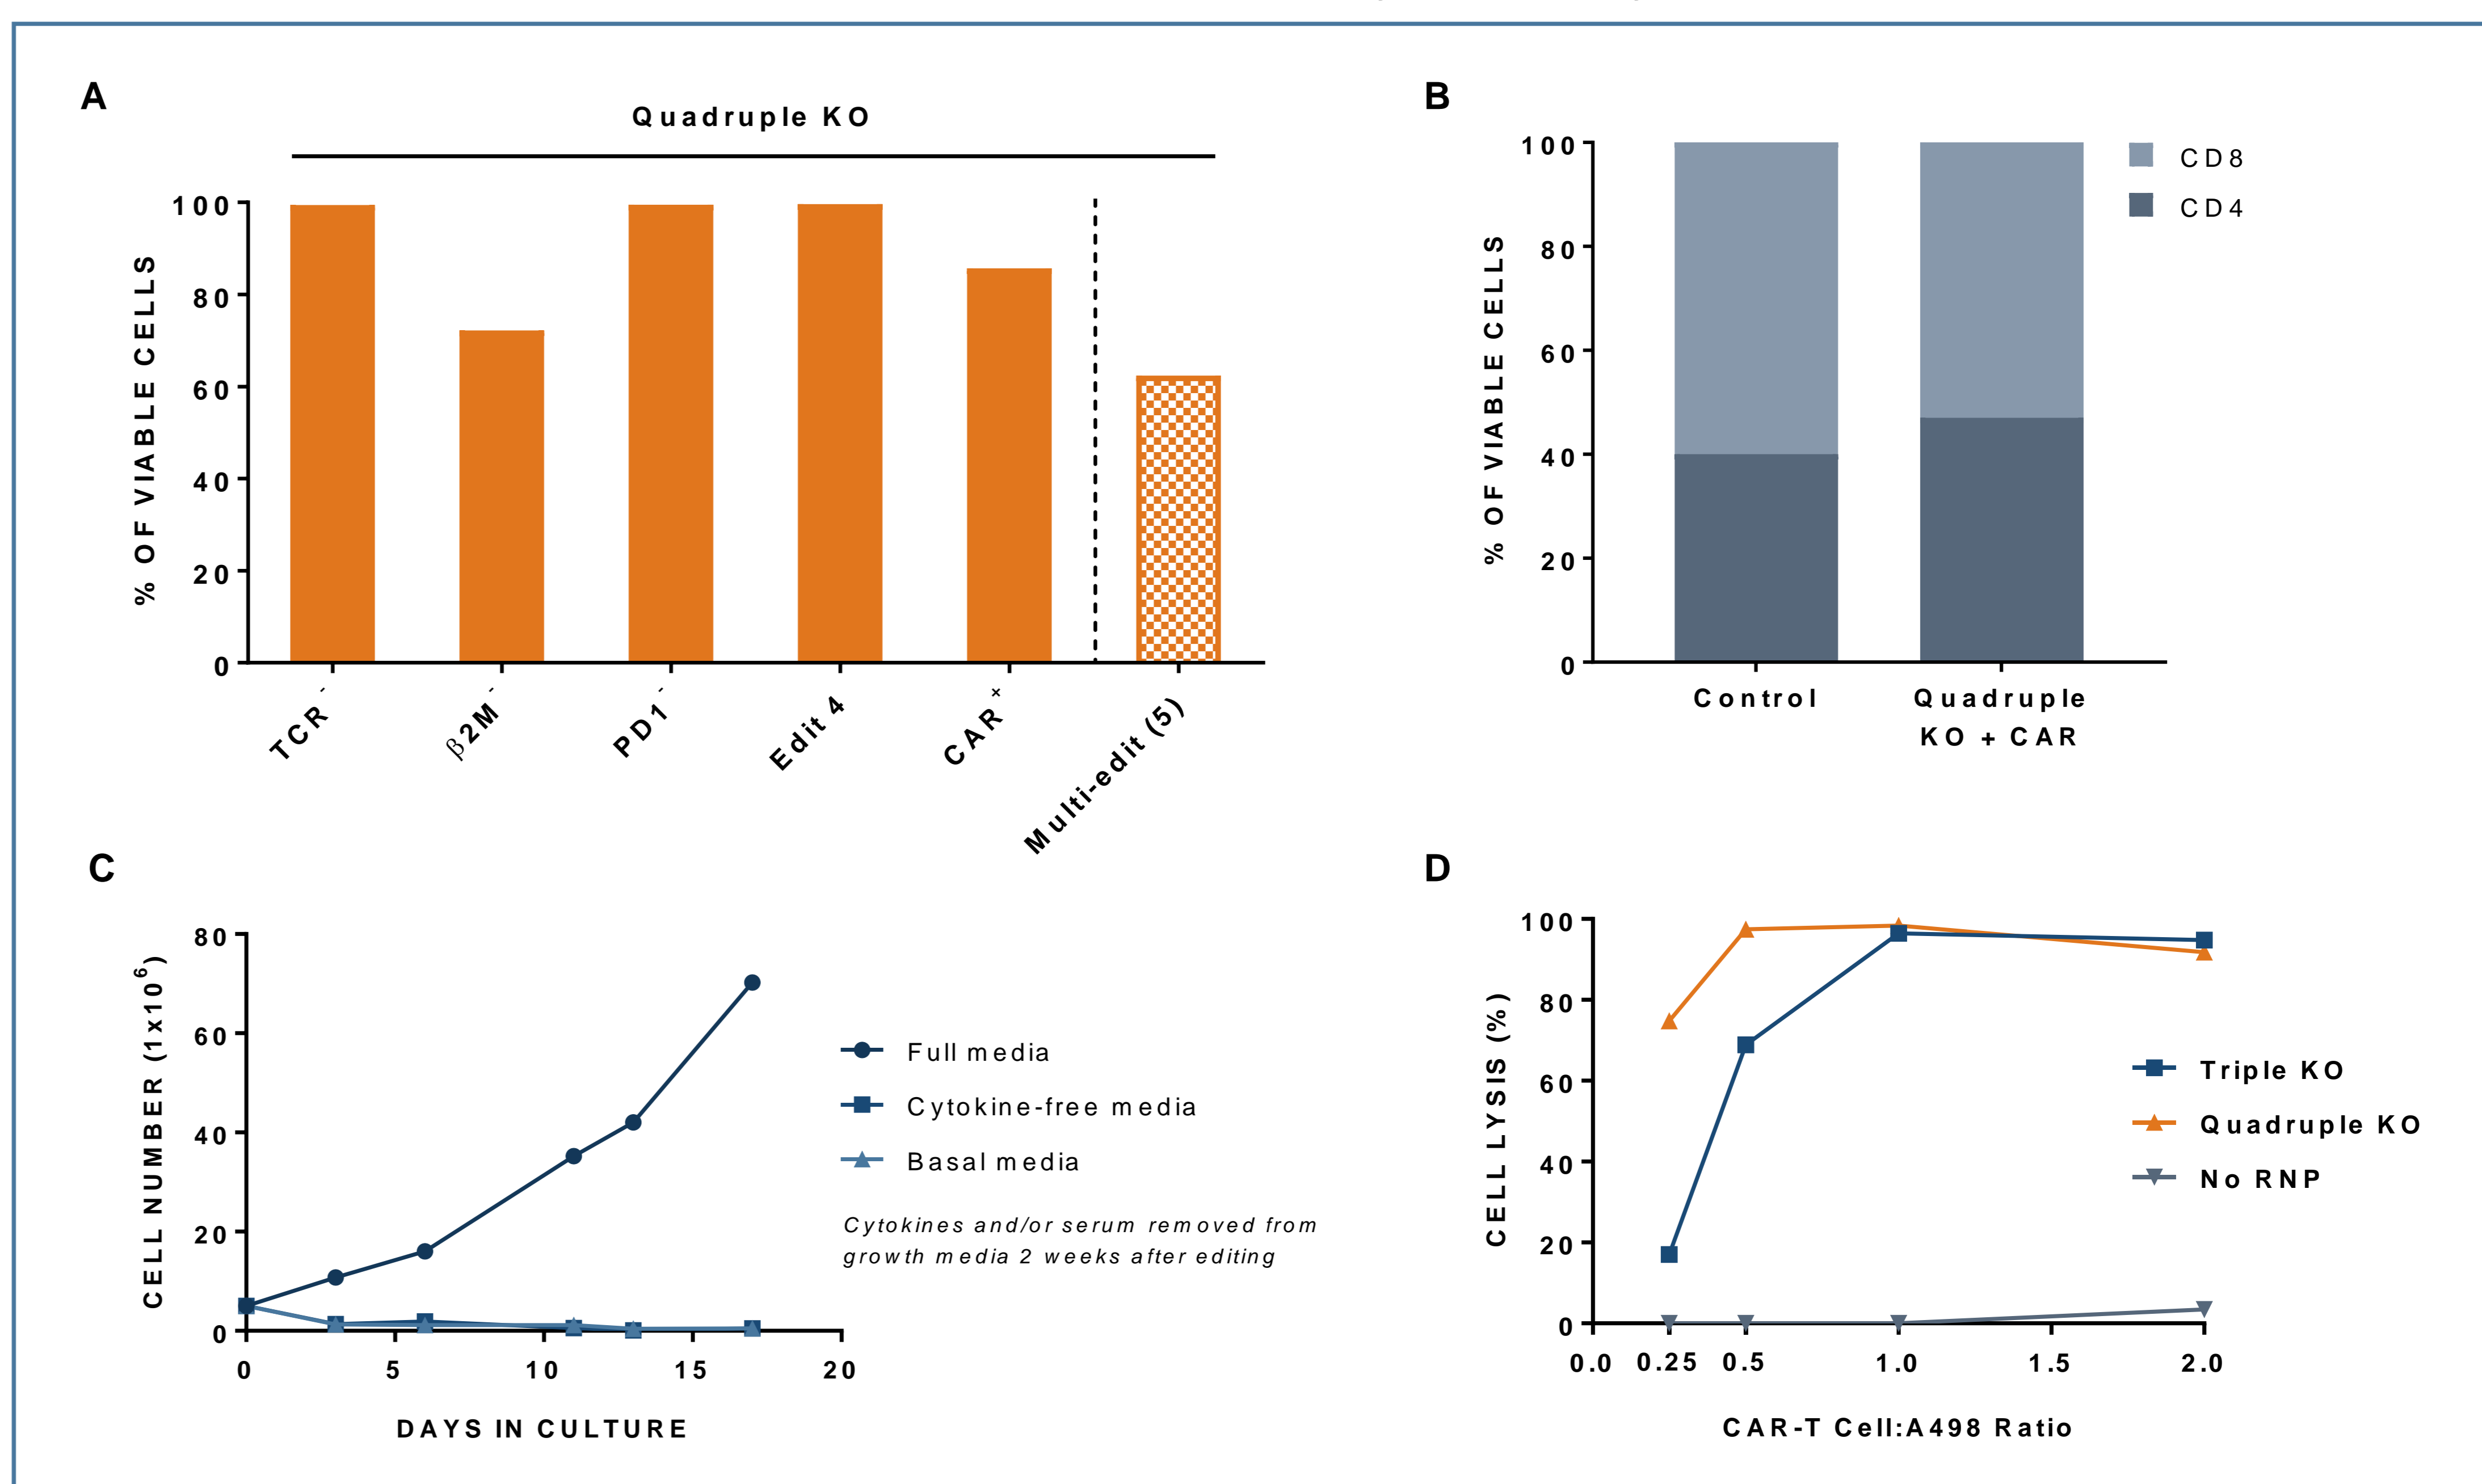 A
Quadruple KO
% OF VIABLE CELLS
100
80
60
40
20
0
TCR-
β2M-
PD1-
Edit 4
CAR+
Multi-edit (5)
B
% OF VIABLE CELLS
100
80
60
40
20
0
Control
Quadruple
KO + CAR
CD8
CD4
C
CELL NUMBER (1x10⁶)
80
60
40
20
0
0 5 10 15 20
DAYS IN CULTURE
Full media
Cytokine-free media
Basal media
Cytokines and/or serum removed from
growth media 2 weeks after editing
D
CELL LYSIS (%)
100
80
60
40
20
0
0.0 0.25 0.5 1.0 1.5 2.0
CAR-T Cell:A498 Ratio
Triple KO
Quadruple KO
No RNP